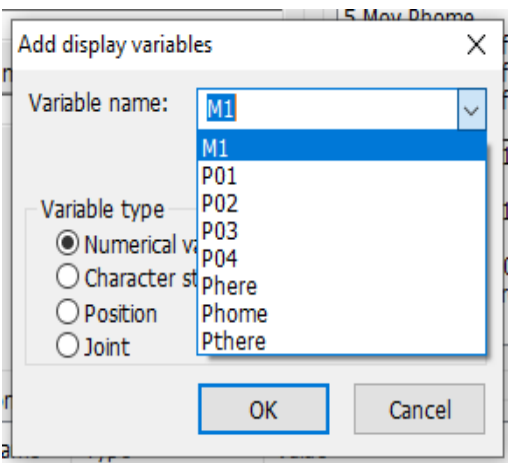 5 Mov Phome
Add display variables
Variable name:
M1
M1
P01
P02
P03
P04
Phere
Phome
Pthere
Variable type
Numerical va
Character st
Position
Joint
OK
Cancel